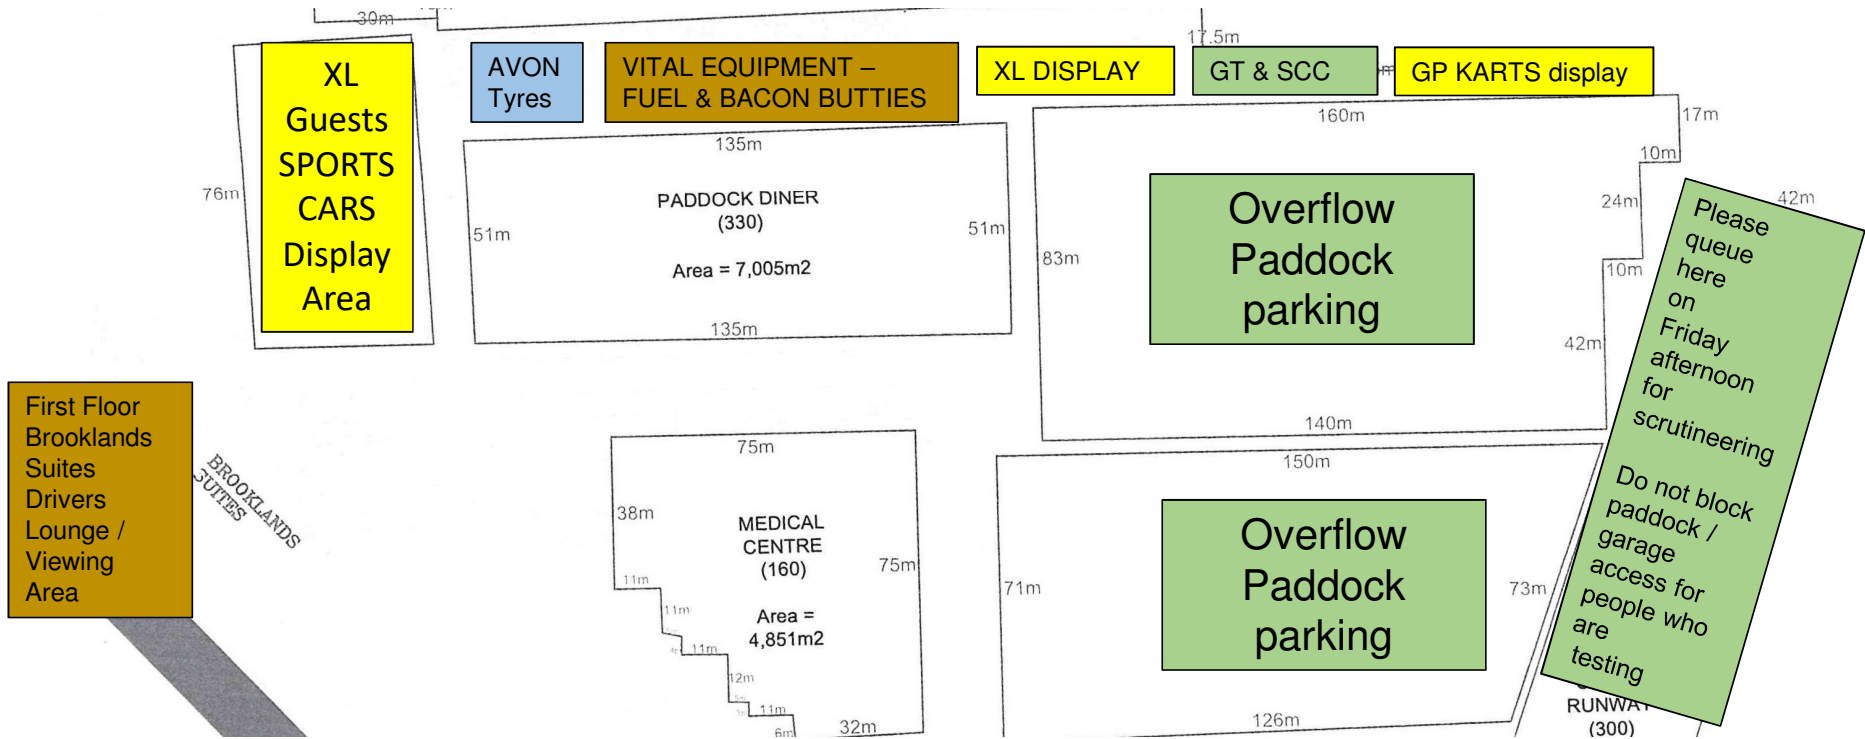 30m
17.5m
XL
Guests
SPORTS
CARS
Display
Area
AVON
Tyres
VITAL EQUIPMENT –
FUEL & BACON BUTTIES
XL DISPLAY
GT & SCC
GP KARTS display
76m
135m
51m
PADDOCK DINER
(330)
51m
Area = 7,005m2
135m
160m
17m
10m
24m
10m
42m
83m
42m
140m
Overflow
Paddock
parking
Please
queue
here
on
Friday
afternoon
for
scrutineering
Do not block
paddock /
garage
access for
people who
are
testing
First Floor
Brooklands
Suites
Drivers
Lounge /
Viewing
Area
BROOKLANDS
SUITES
75m
38m
MEDICAL
CENTRE
(160)
75m
Area =
4,851m2
11m
11m
11m
12m
11m
6m
32m
150m
71m
73m
Overflow
Paddock
parking
126m
RUNWAY
(300)